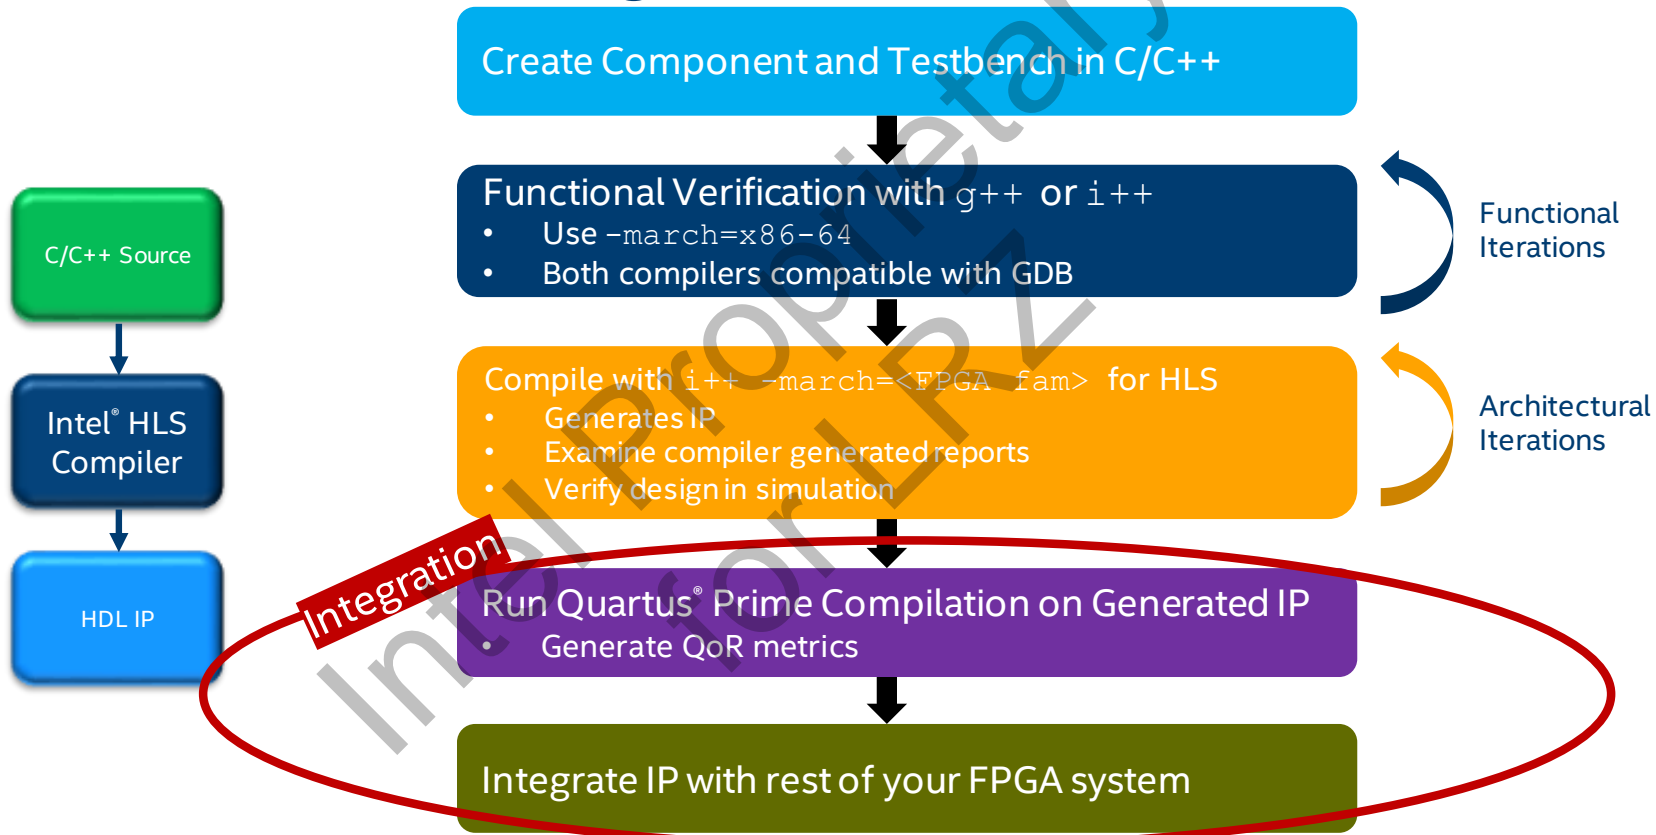 Create Component and Testbench in C/C++
Functional Verification with g++ or i++
• Use -march=x86-64
• Both compilers compatible with GDB
Functional
Iterations
C/C++ Source
Compile with i++ -march=<FPGA fam> for HLS
• Generates IP
• Examine compiler generated reports
• Verify design in simulation
Architectural
Iterations
Intel® HLS
Compiler
Integration
Run Quartus® Prime Compilation on Generated IP
• Generate QoR metrics
HDL IP
Integrate IP with rest of your FPGA system
Intel Proprietary
for LRZ